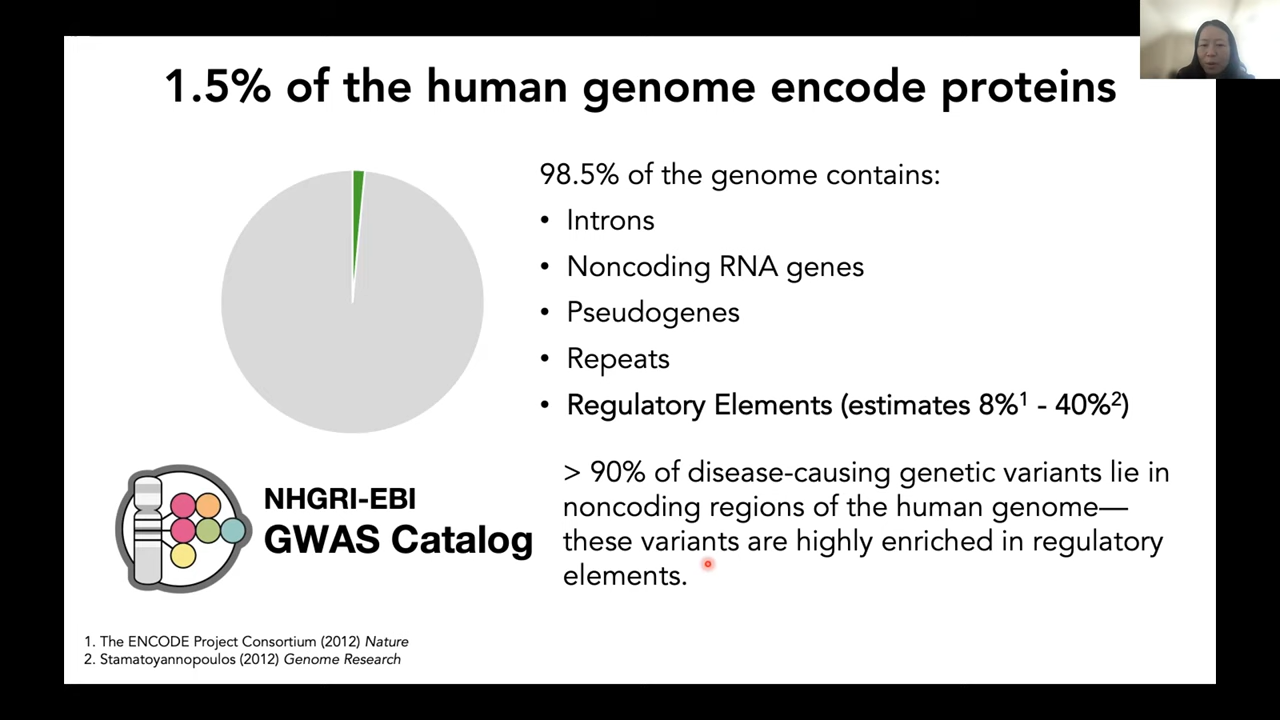 1.5% of the human genome encode proteins
98.5% of the genome contains:
• Introns
• Noncoding RNA genes
• Pseudogenes
• Repeats
• Regulatory Elements (estimates 8%¹ - 40%²)
NHGRI-EBI
GWAS Catalog
> 90% of disease-causing genetic variants lie in
noncoding regions of the human genome—
these variants are highly enriched in regulatory
elements.
1. The ENCODE Project Consortium (2012) Nature
2. Stamatoyannopoulos (2012) Genome Research